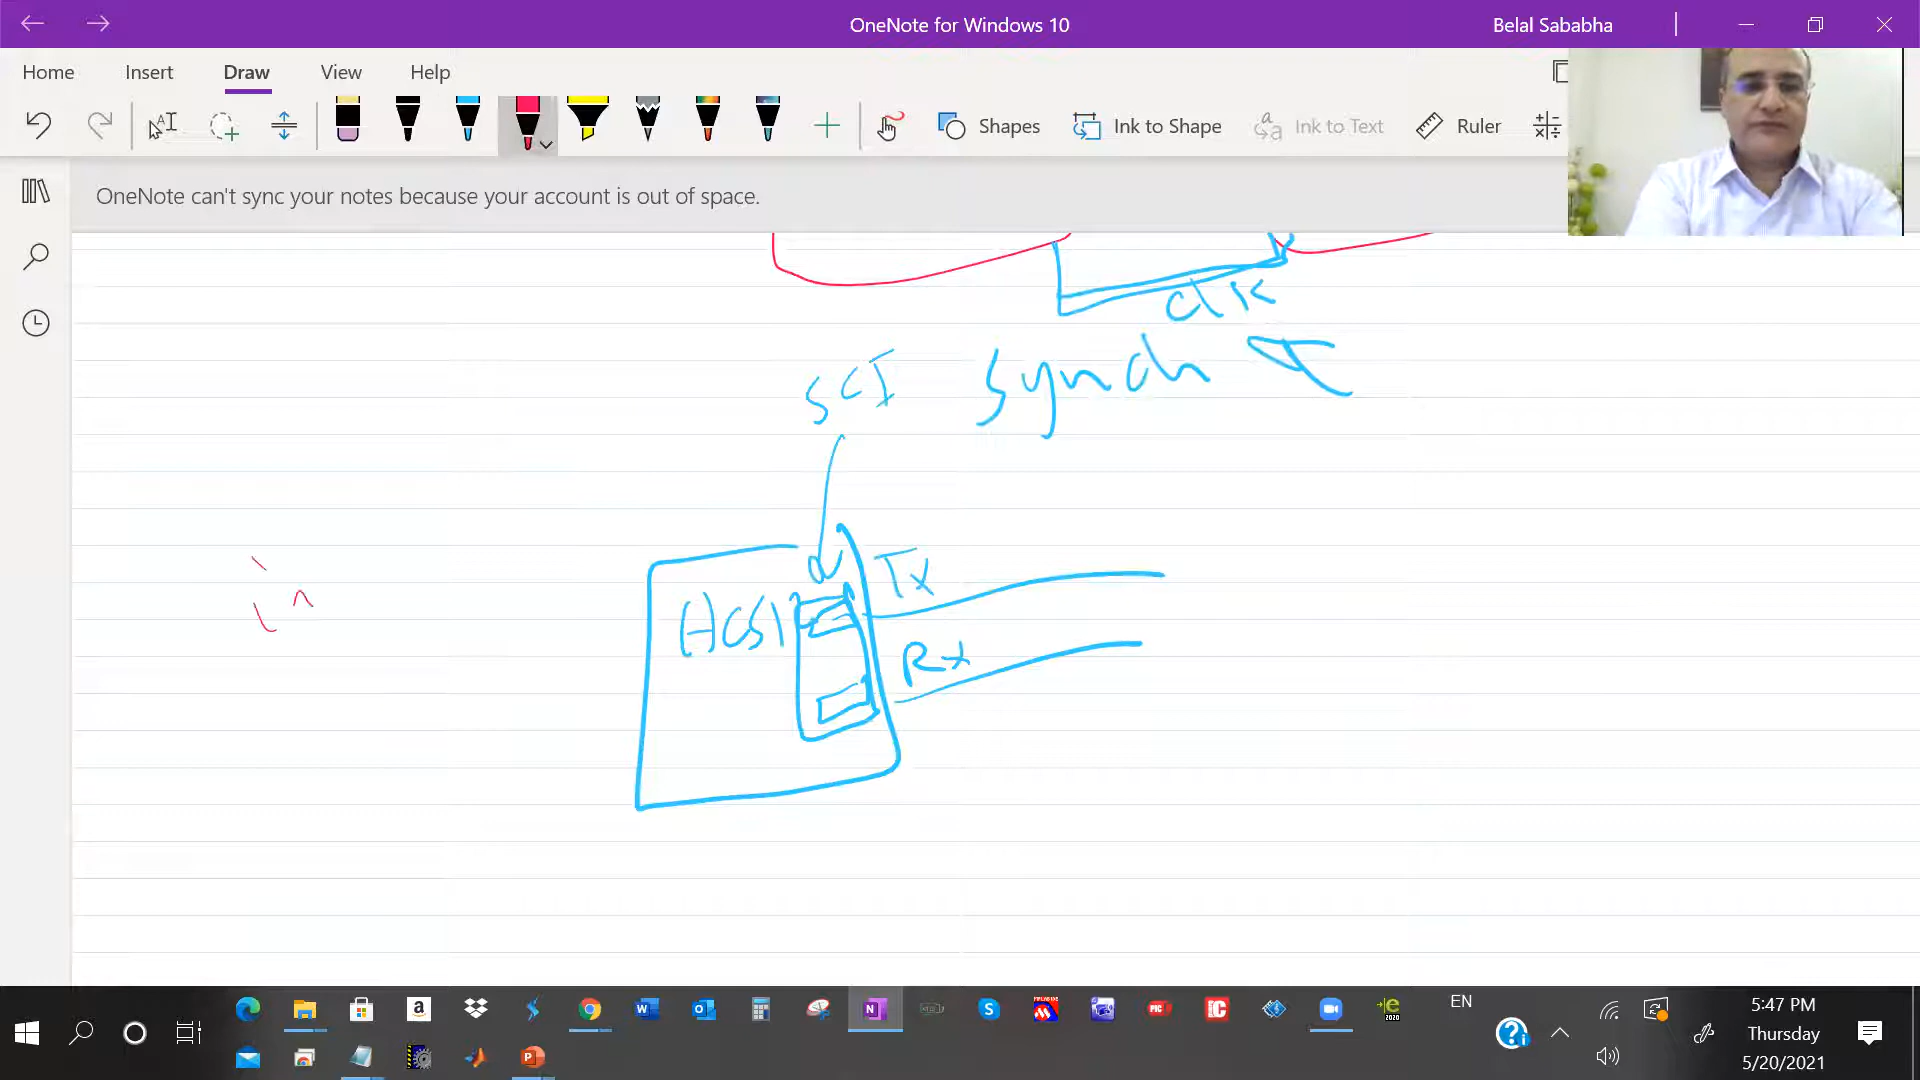 OneNote for Windows 10
Belal Sababha
Home Insert Draw View Help
Shapes Ink to Shape Ink to Text Ruler
OneNote can't sync your notes because your account is out of space.
clk
SCI Synch
Tx
HCS1
Rx
EN
5:47 PM
Thursday
5/20/2021